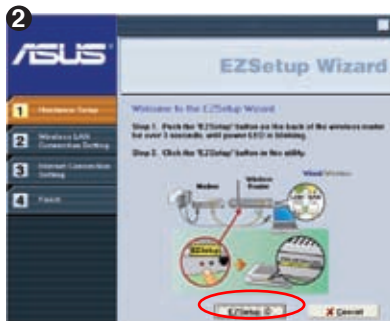 2
ASUS
EZSetup Wizard
1 Hardware Setup
2 Wireless LAN
Connection Setting
3 Internet Connection
Setting
4 Finish
Welcome to the EZSetup Wizard
Step 1. Push the 'EZSetup' button on the back of the wireless router
for over 3 seconds, until power LED is blinking.
Step 2. Click the 'EZSetup' button in the utility.
Modem
Wireless
Router
EZSetup
EZSetup
Cancel